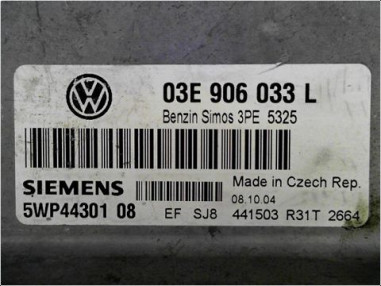 03E 906 033 L
Benzin Simos 3PE 5325
SIEMENS
Made in Czech Rep.
08.10.04
5WP44301 08
EF SJ8 441503 R31T 2664